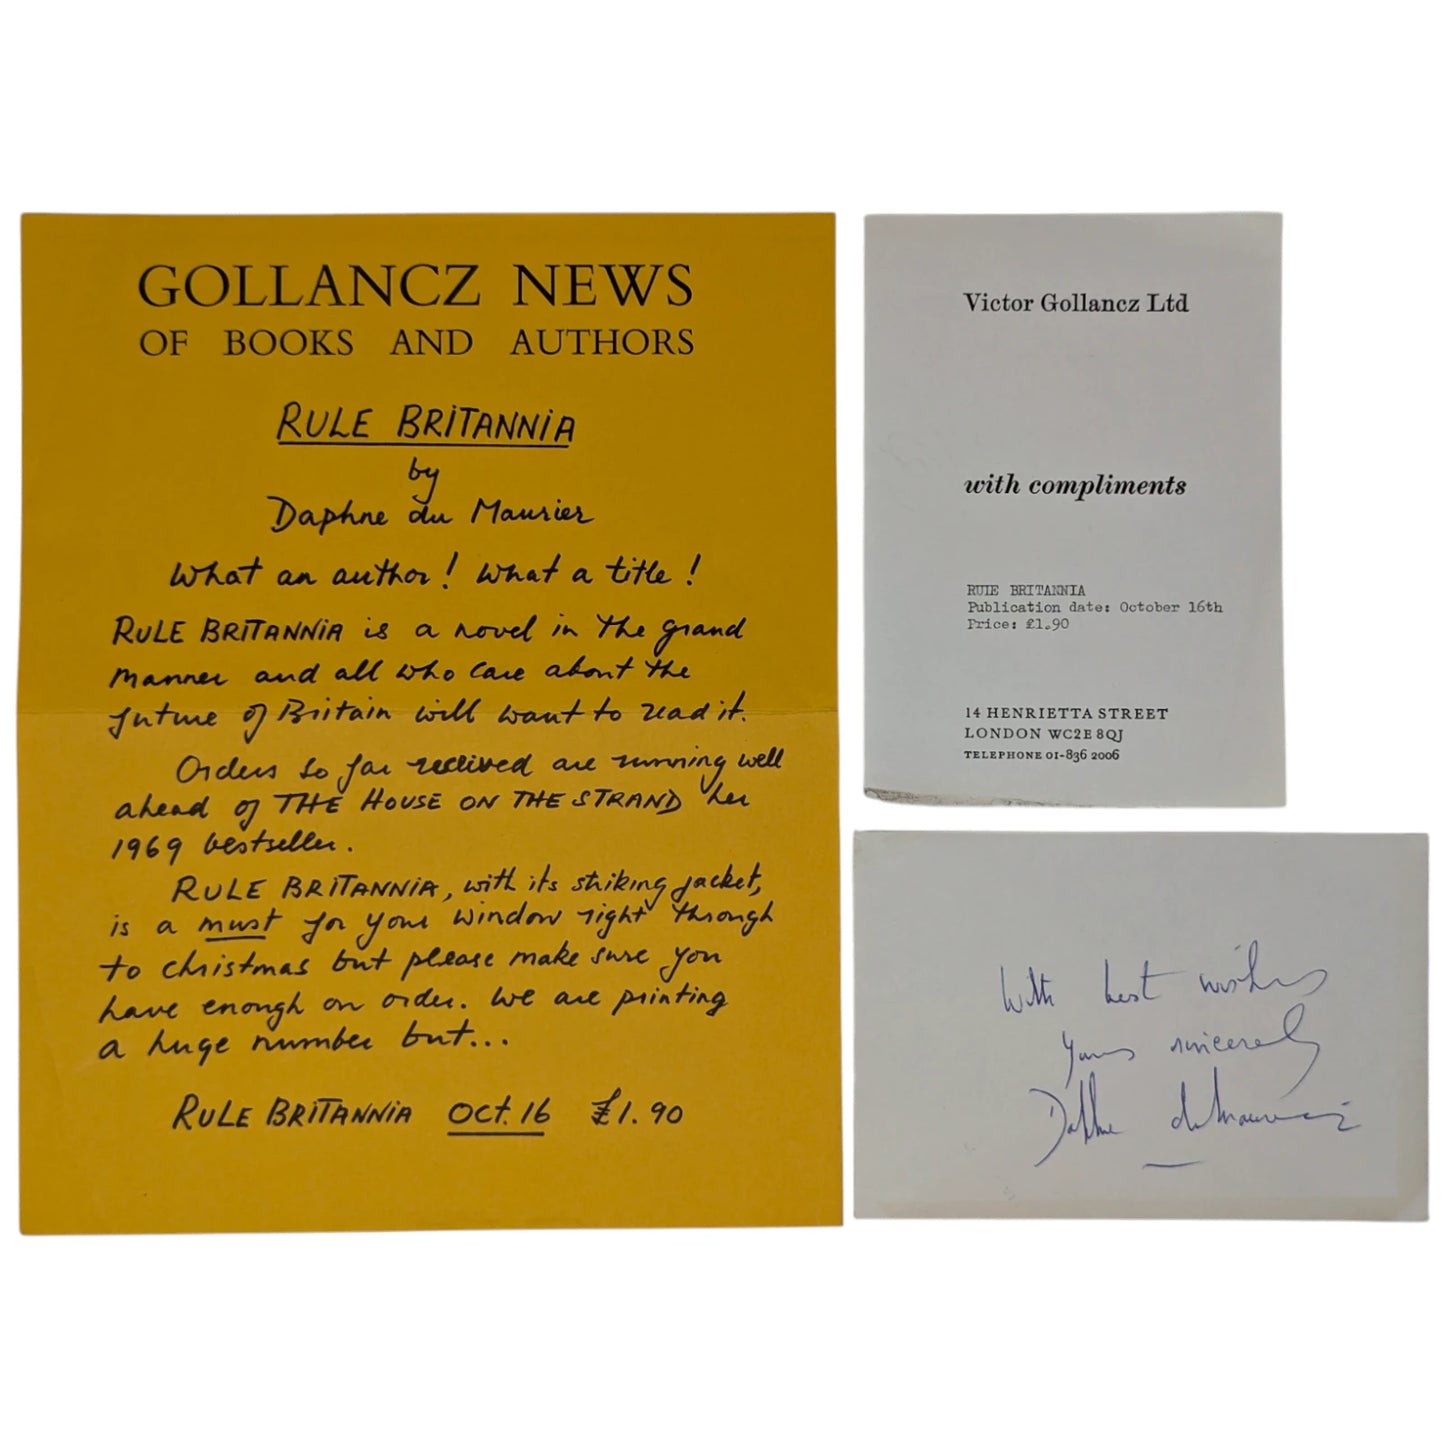 GOLLANCZ NEWS
OF BOOKS AND AUTHORS
RULE BRITANNIA
by
Daphne du Maurier
What an author! What a title!
RULE BRITANNIA is a novel in the grand
manner and all who care about the
future of Britain will want to read it.
Orders so far received are running well
ahead of THE HOUSE ON THE STRAND her
1969 bestseller.
RULE BRITANNIA, with its striking jacket,
is a must for your window right through
to christmas but please make sure you
have enough on order. We are printing
a huge number but...
RULE BRITANNIA OCT. 16 £1.90
Victor Gollancz Ltd
with compliments
RUIE BRITANNIA
Publication date: October 16th
Price: £1.90
14 HENRIETTA STREET
LONDON WC2E 8QJ
TELEPHONE 01-836 2006
With best wishes
Yours sincerely
Daphne du Maurier